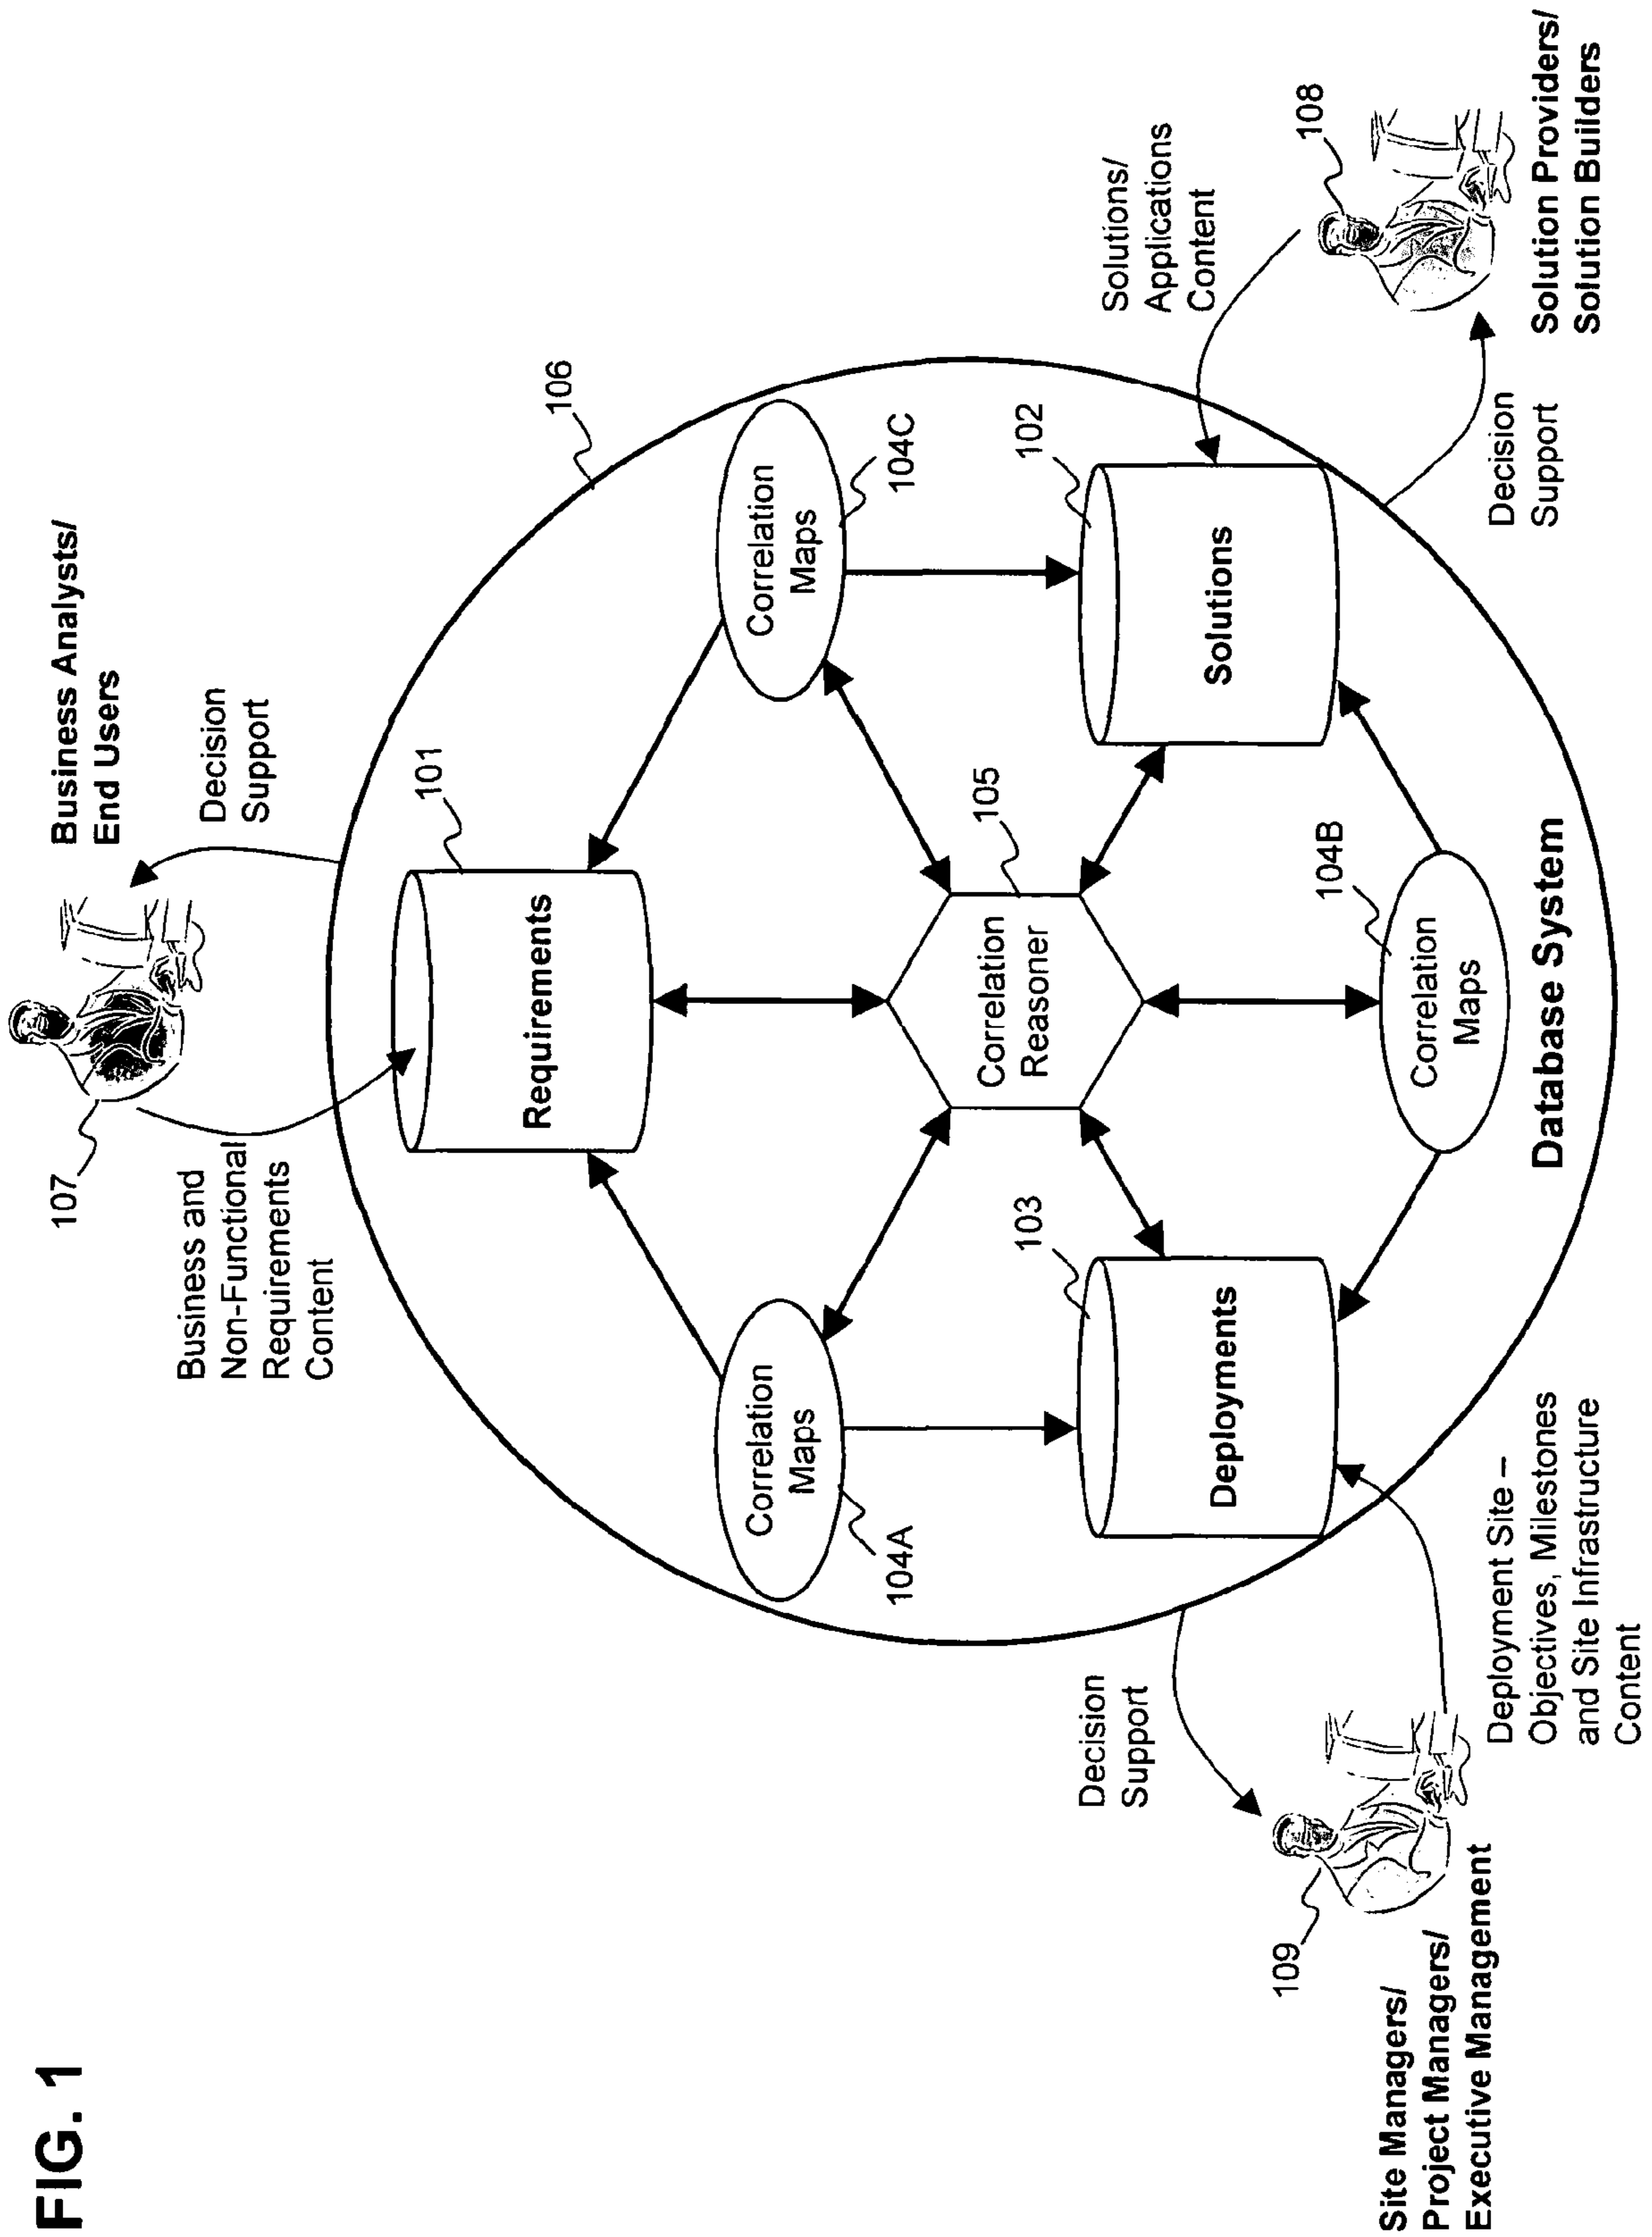 FIG. 1
107
Business Analysts/
End Users
Decision
Support
Business and
Non-Functional
Requirements
Content
101
106
Requirements
Correlation
Maps
104A
Correlation
Maps
104C
Correlation
Reasoner
105
Solutions/
Applications
Content
108
Decision
Support
103
Deployments
102
Solutions
104B
Correlation
Maps
Database System
109
Site Managers/
Project Managers/
Executive Management
Deployment Site –
Objectives, Milestones
and Site Infrastructure
Content
Decision
Support
Solution Providers/
Solution Builders